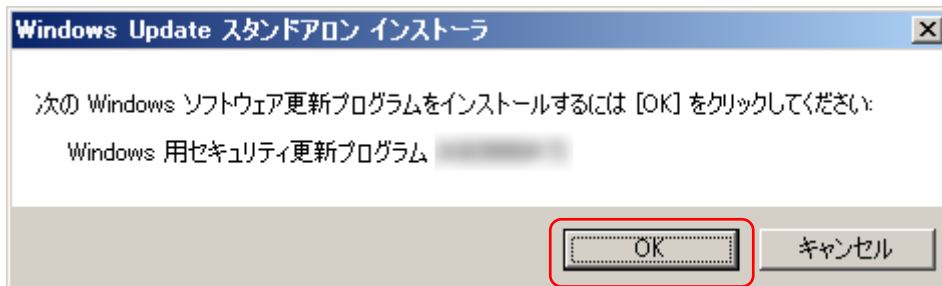 Windows Update スタンドアロン インストーラ
次の Windows ソフトウェア更新プログラムをインストールするには [OK] をクリックしてください:
Windows 用セキュリティ更新プログラム
OK キャンセル